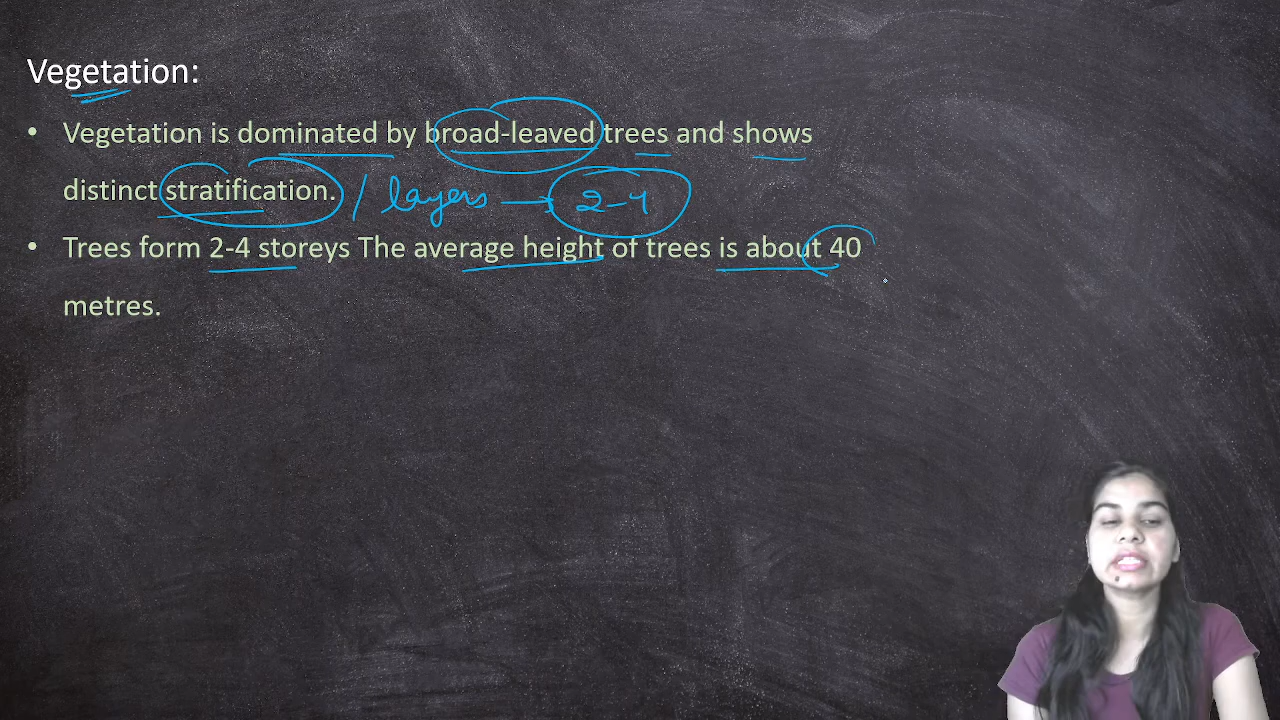 Vegetation:
• Vegetation is dominated by broad-leaved trees and shows
distinct stratification. / layers → 2-4
• Trees form 2-4 storeys The average height of trees is about 40
metres.